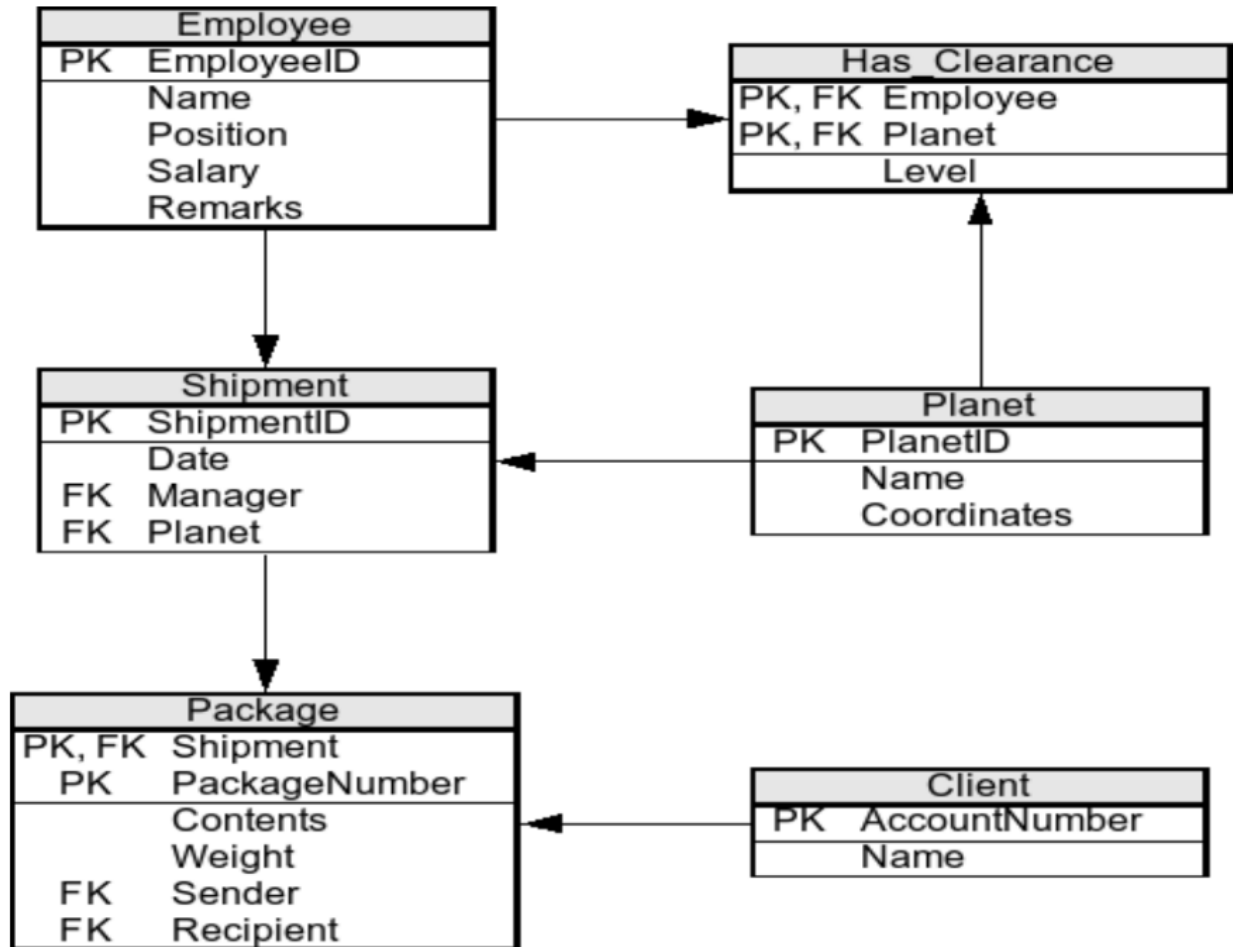 Employee
PK EmployeeID
Name
Position
Salary
Remarks
Has_Clearance
PK, FK Employee
PK, FK Planet
Level
Shipment
PK ShipmentID
Date
FK Manager
FK Planet
Planet
PK PlanetID
Name
Coordinates
Package
PK, FK Shipment
PK PackageNumber
Contents
Weight
FK Sender
FK Recipient
Client
PK AccountNumber
Name